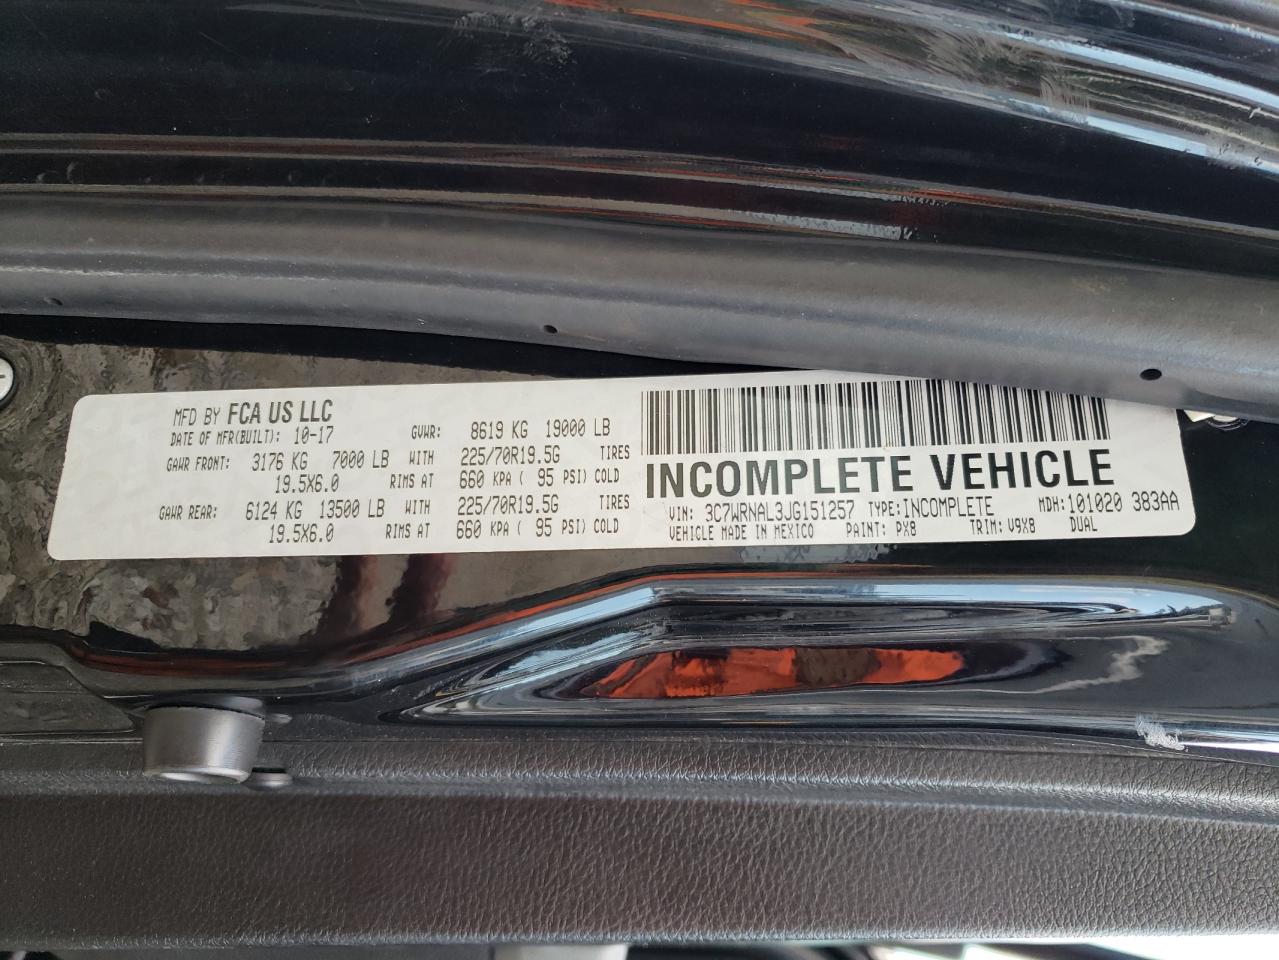 MFD BY FCA US LLC
DATE OF MFR(BUILT): 10-17 GVWR: 8619 KG 19000 LB
GAWR FRONT: 3176 KG 7000 LB WITH 225/70R19.5G TIRES
19.5X6.0 RIMS AT 660 KPA ( 95 PSI) COLD
GAWR REAR: 6124 KG 13500 LB WITH 225/70R19.5G TIRES
19.5X6.0 RIMS AT 660 KPA ( 95 PSI) COLD
INCOMPLETE VEHICLE
VIN: 3C7WRNAL3JG151257 TYPE: INCOMPLETE MDH: 101020 383AA
VEHICLE MADE IN MEXICO PAINT: PX8 TRIM: V9X8 DUAL